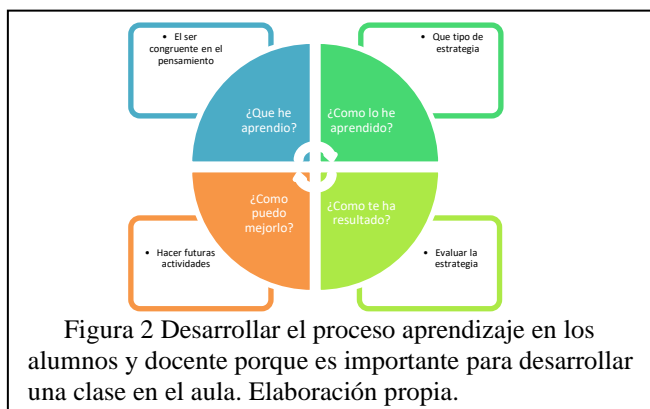 • El ser
congruente en el
pensamiento
• Que tipo de
estrategia
¿Que he
aprendio?
¿Como lo he
aprendido?
¿Como
puedo
mejorlo?
¿Como te ha
resultado?
• Hacer futuras
actividades
• Evaluar la
estrategia
Figura 2 Desarrollar el proceso aprendizaje en los
alumnos y docente porque es importante para desarrollar
una clase en el aula. Elaboración propia.